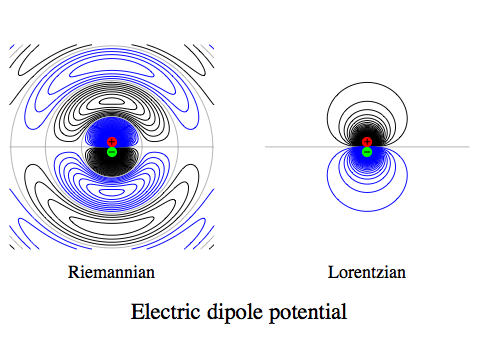 + +
− −
Riemannian Lorentzian
Electric dipole potential